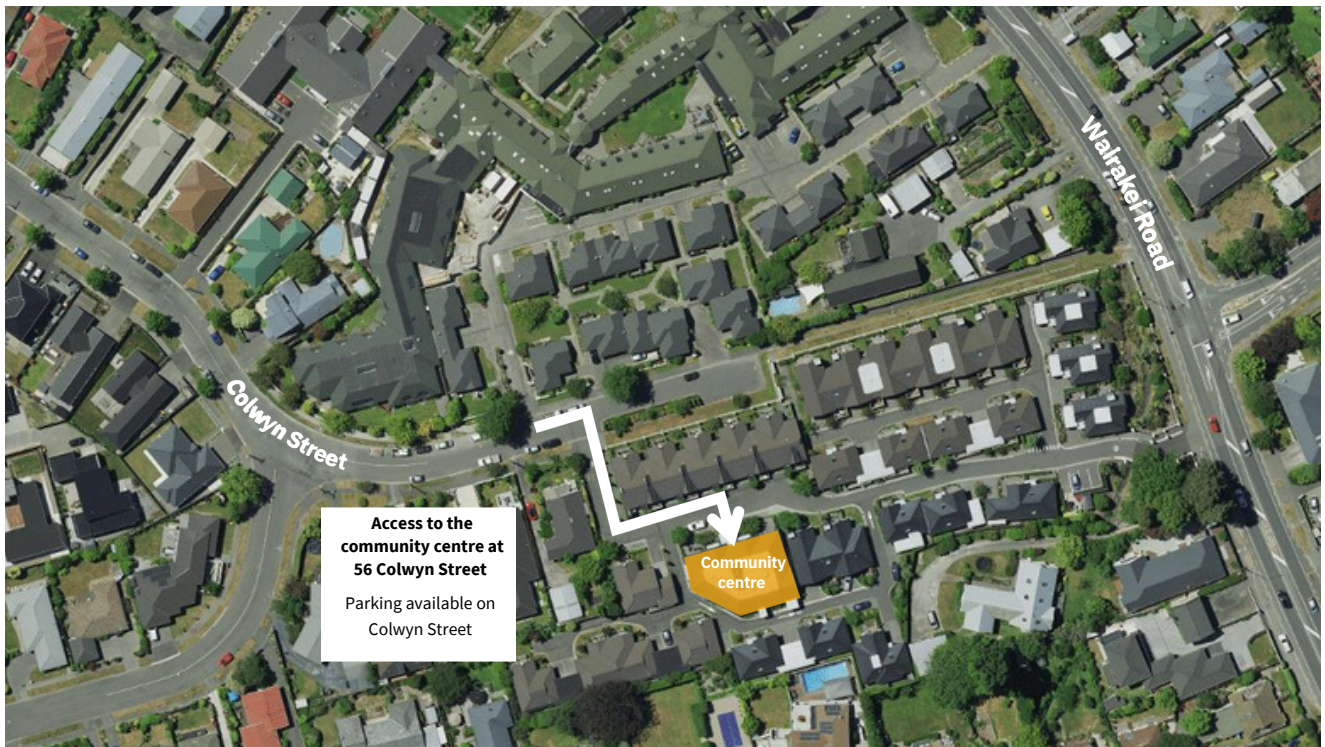 Wairakei Road
Colwyn Street
Access to the
community centre at
56 Colwyn Street
Parking available on
Colwyn Street
Community
centre